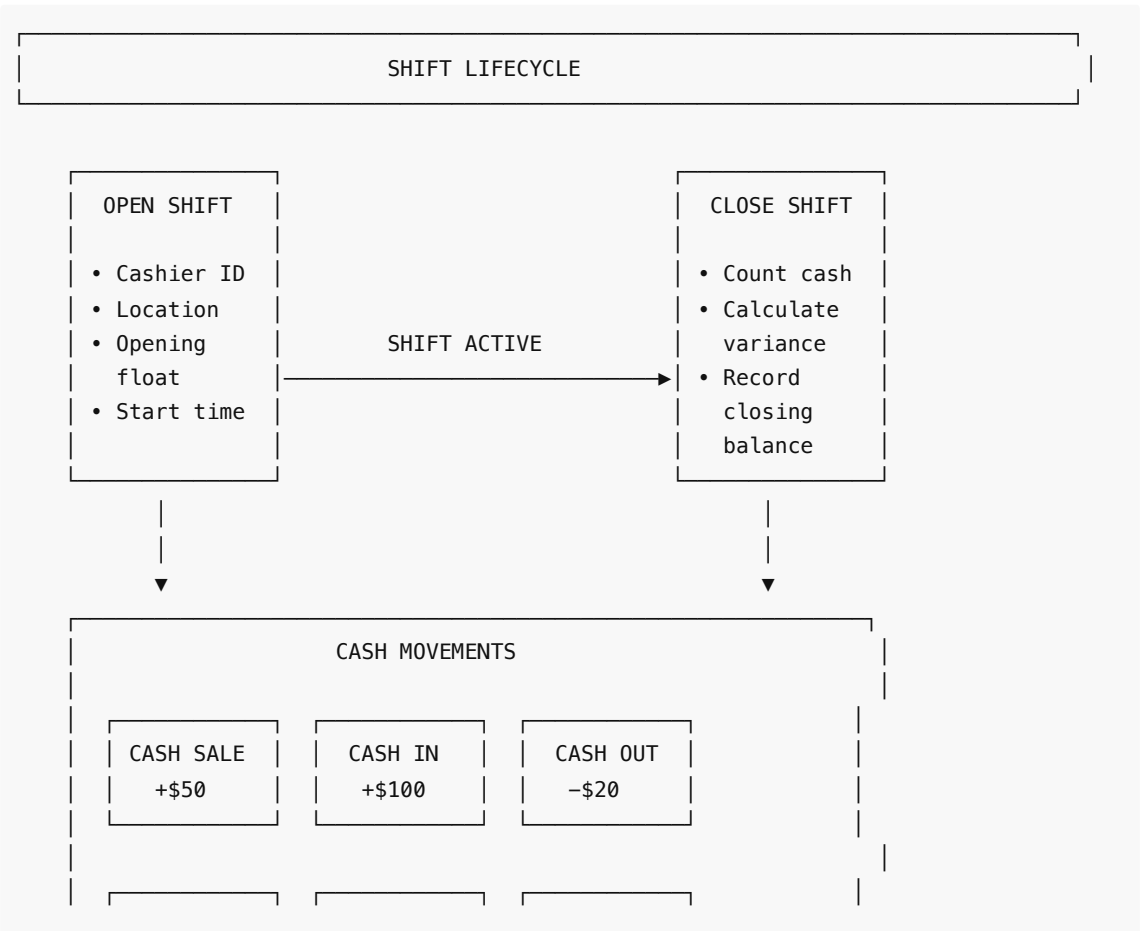 SHIFT LIFECYCLE
OPEN SHIFT
• Cashier ID
• Location
• Opening
float
• Start time
SHIFT ACTIVE
CLOSE SHIFT
• Count cash
• Calculate
variance
• Record
closing
balance
CASH MOVEMENTS
CASH SALE
+$50
CASH IN
+$100
CASH OUT
-$20